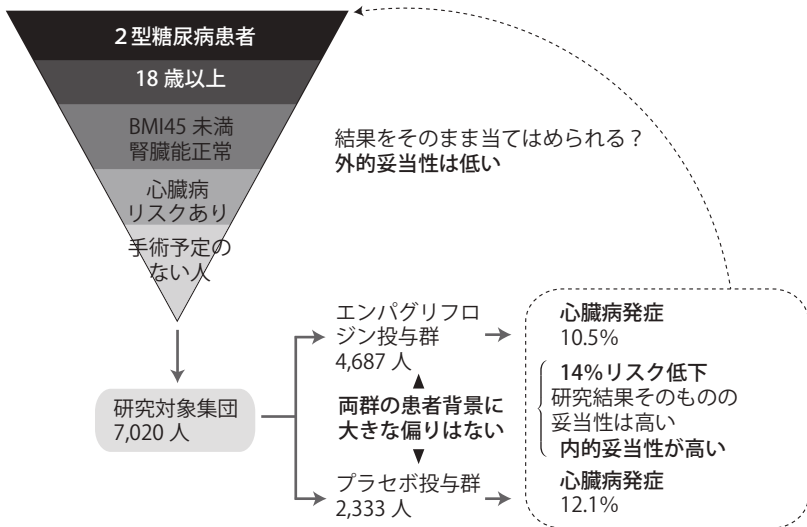 2型糖尿病患者
18歳以上
BMI45未満
腎臓能正常
心臓病
リスクあり
手術予定の
ない人
結果をそのまま当てはめられる？
外的妥当性は低い
研究対象集団
7,020人
エンパグリフロ
ジン投与群
4,687人
両群の患者背景に
大きな偏りはない
プラセボ投与群
2,333人
心臓病発症
10.5%
14%リスク低下
研究結果そのものの
妥当性は高い
内的妥当性が高い
心臓病発症
12.1%